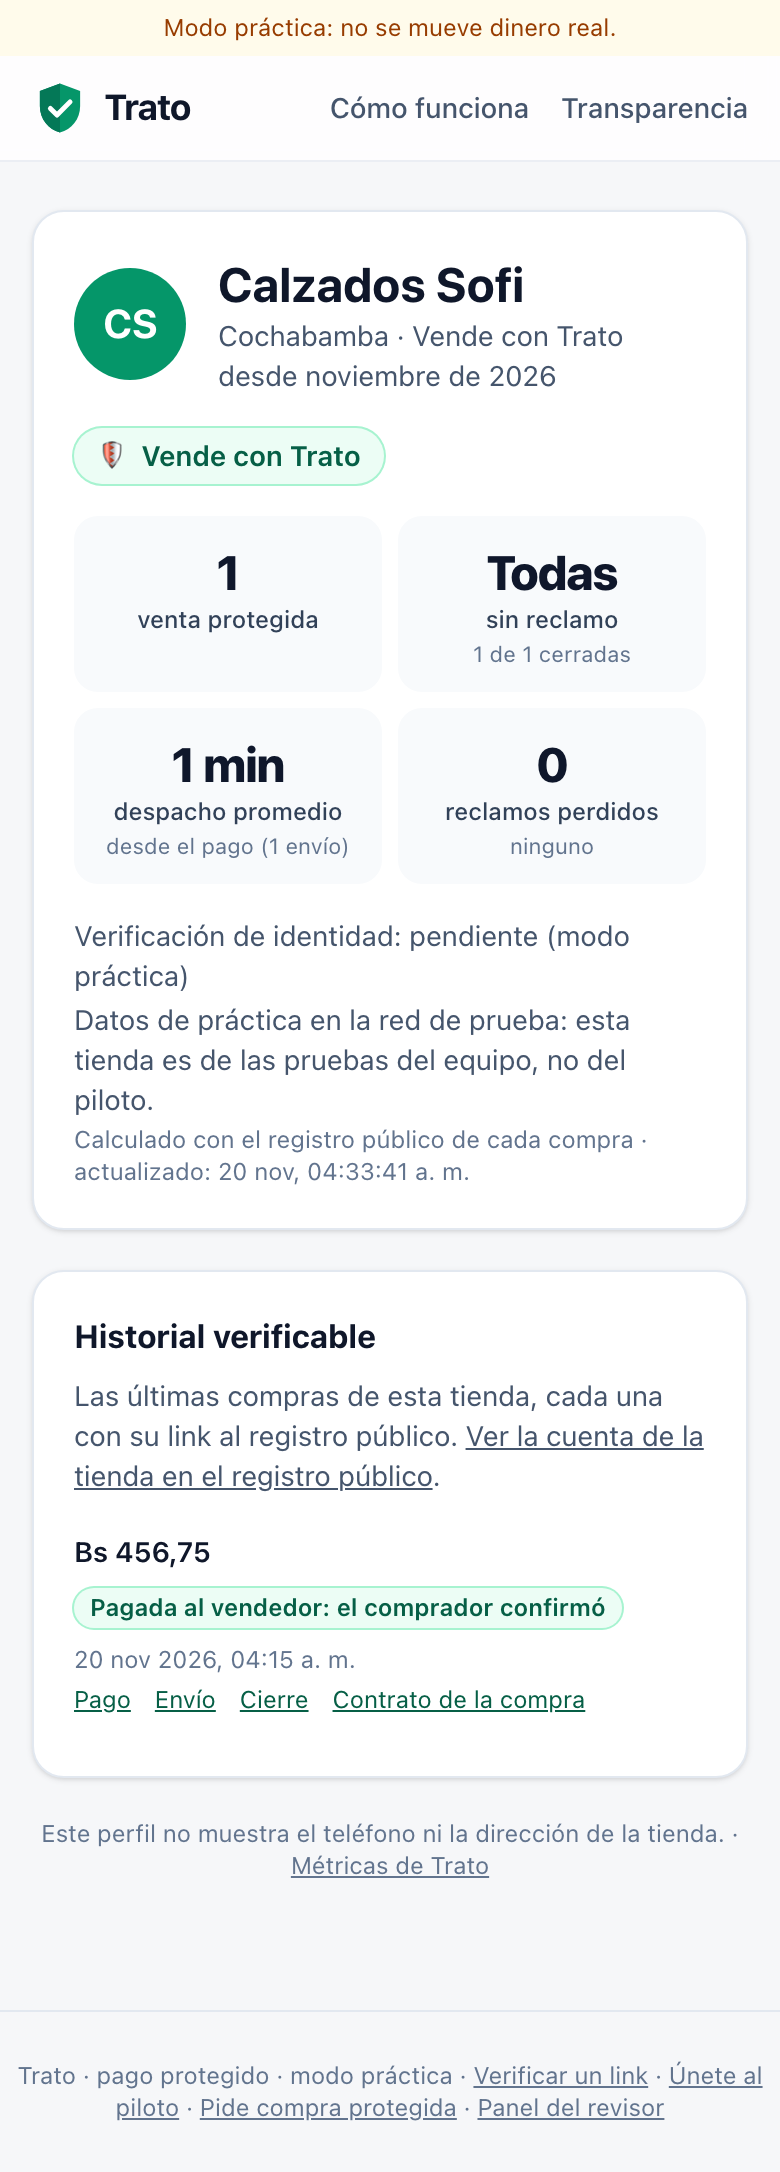 Modo práctica: no se mueve dinero real.
Trato
Cómo funciona Transparencia
CS
Calzados Sofi
Cochabamba · Vende con Trato
desde noviembre de 2026
Vende con Trato
1
venta protegida
Todas
sin reclamo
1 de 1 cerradas
1 min
despacho promedio
desde el pago (1 envío)
0
reclamos perdidos
ninguno
Verificación de identidad: pendiente (modo
práctica)
Datos de práctica en la red de prueba: esta
tienda es de las pruebas del equipo, no del
piloto.
Calculado con el registro público de cada compra ·
actualizado: 20 nov, 04:33:41 a. m.
Historial verificable
Las últimas compras de esta tienda, cada una
con su link al registro público. Ver la cuenta de la
tienda en el registro público.
Bs 456,75
Pagada al vendedor: el comprador confirmó
20 nov 2026, 04:15 a. m.
Pago Envío Cierre Contrato de la compra
Este perfil no muestra el teléfono ni la dirección de la tienda. ·
Métricas de Trato
Trato · pago protegido · modo práctica · Verificar un link · Únete al
piloto · Pide compra protegida · Panel del revisor